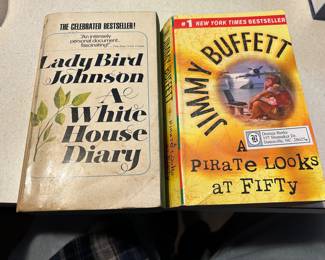 THE CELEBRATED BESTSELLER!
"An intensely
personal document...
fascinating!"
Lady Bird
Johnson
A
White
House
Diary
#1 NEW YORK TIMES BESTSELLER
JIMMY BUFFETT
A
PIRATE LOOKS
AT FIFTY